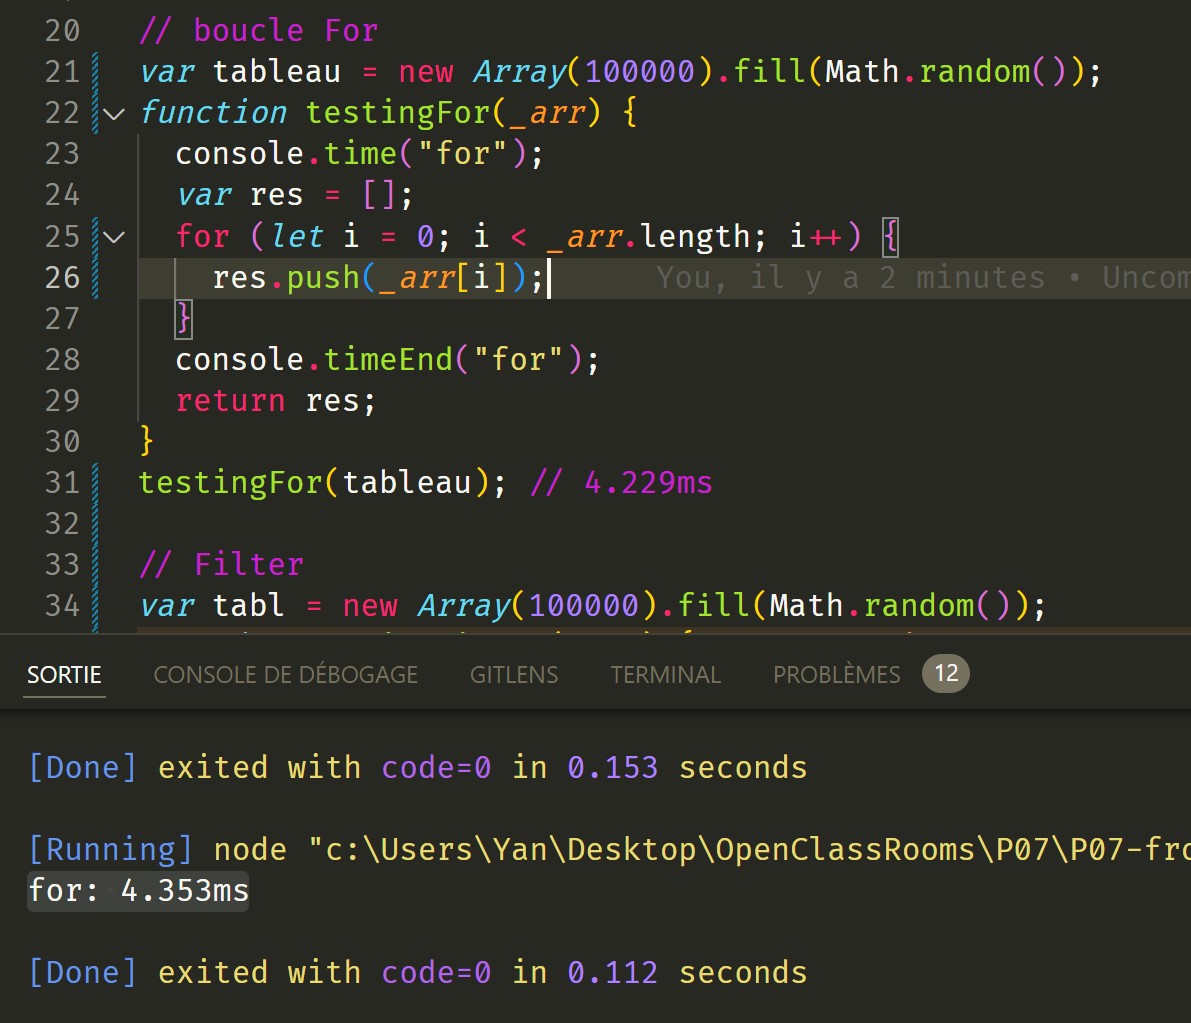 20 // boucle For
21 var tableau = new Array(100000).fill(Math.random());
22 function testingFor(_arr) {
23 console.time("for");
24 var res = [];
25 for (let i = 0; i < _arr.length; i++) {
26 res.push(_arr[i]); You, il y a 2 minutes • Uncom
27 }
28 console.timeEnd("for");
29 return res;
30 }
31 testingFor(tableau); // 4.229ms
32
33 // Filter
34 var tabl = new Array(100000).fill(Math.random());
SORTIE CONSOLE DE DÉBOGAGE GITLENS TERMINAL PROBLÈMES 12
[Done] exited with code=0 in 0.153 seconds
[Running] node "c:\Users\Yan\Desktop\OpenClassRooms\P07\P07-fro
for: 4.353ms
[Done] exited with code=0 in 0.112 seconds